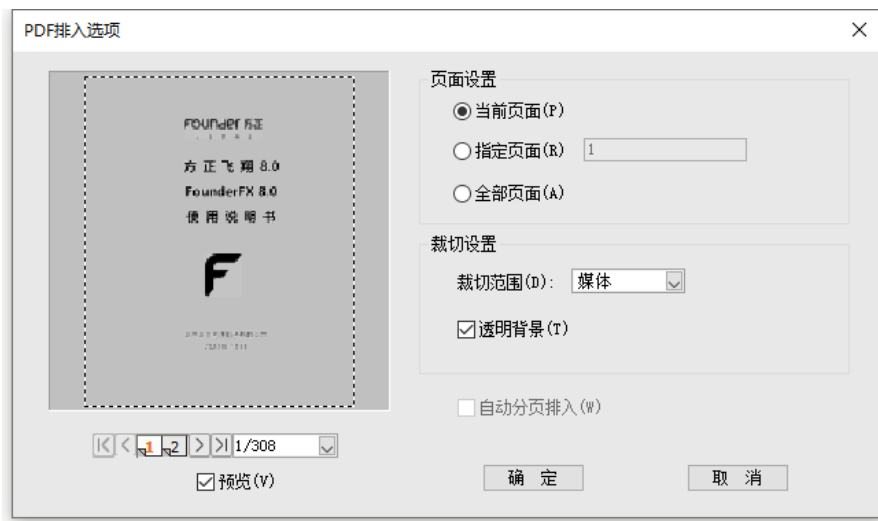 PDF排入选项
Founder 方正
方正飞翔 8.0
FounderFX 8.0
使用说明书
1 2 1/308
预览(V)
页面设置
当前页面(P)
指定页面(R) 1
全部页面(A)
裁切设置
裁切范围(D): 媒体
透明背景(T)
自动分页排入(W)
确 定 取 消